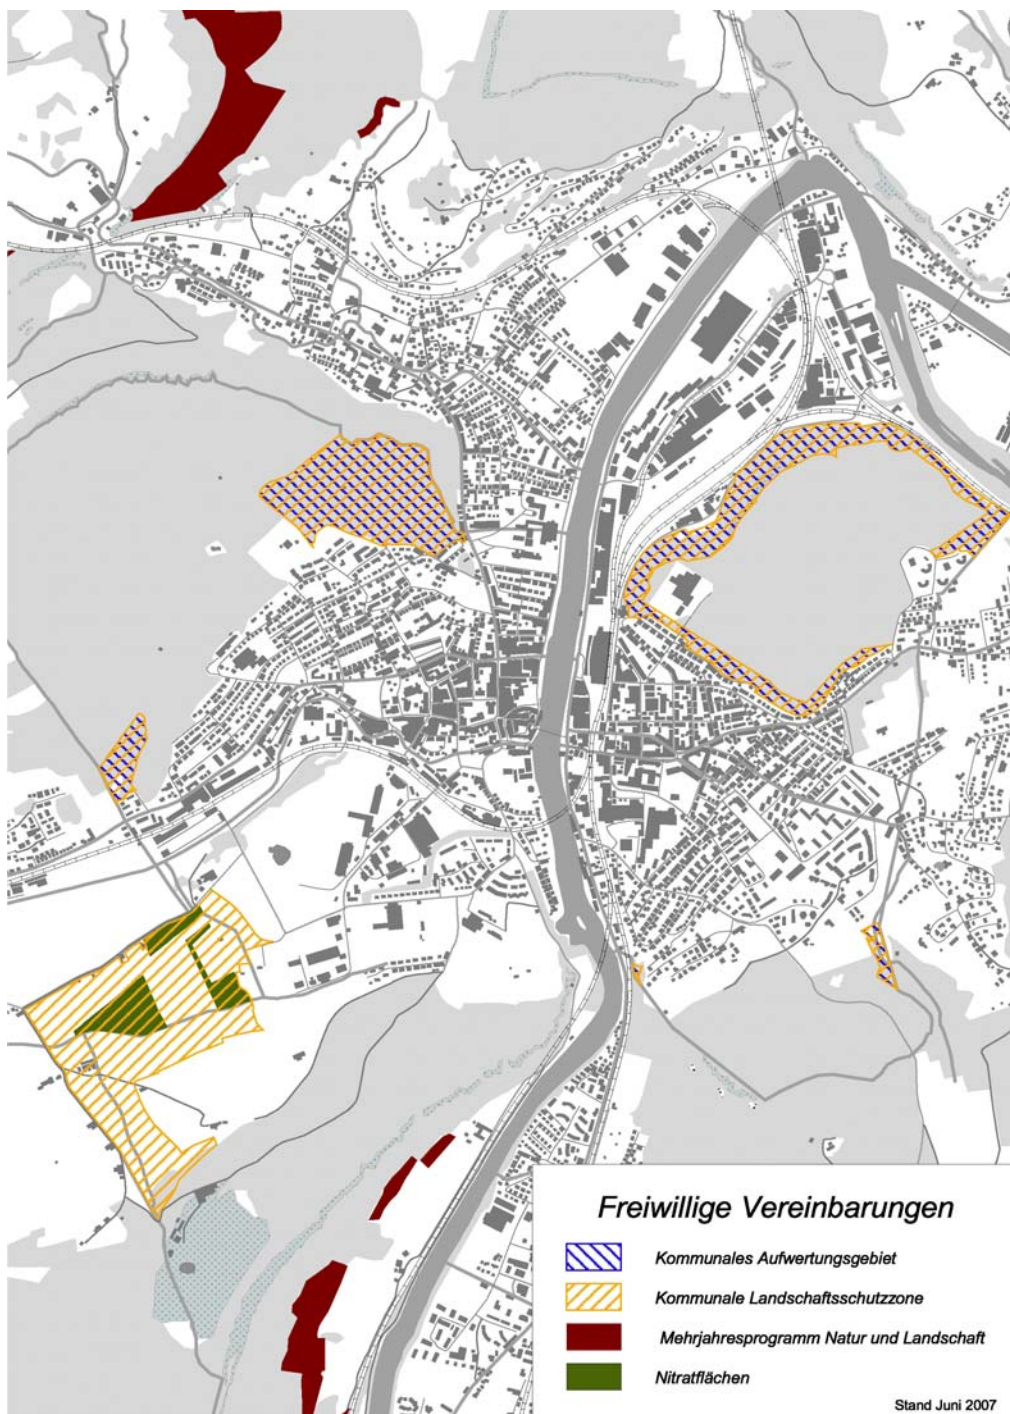 Freiwillige Vereinbarungen
Kommunales Aufwertungsgebiet
Kommunale Landschaftsschutzzone
Mehrjahresprogramm Natur und Landschaft
Nitratflächen
Stand Juni 2007